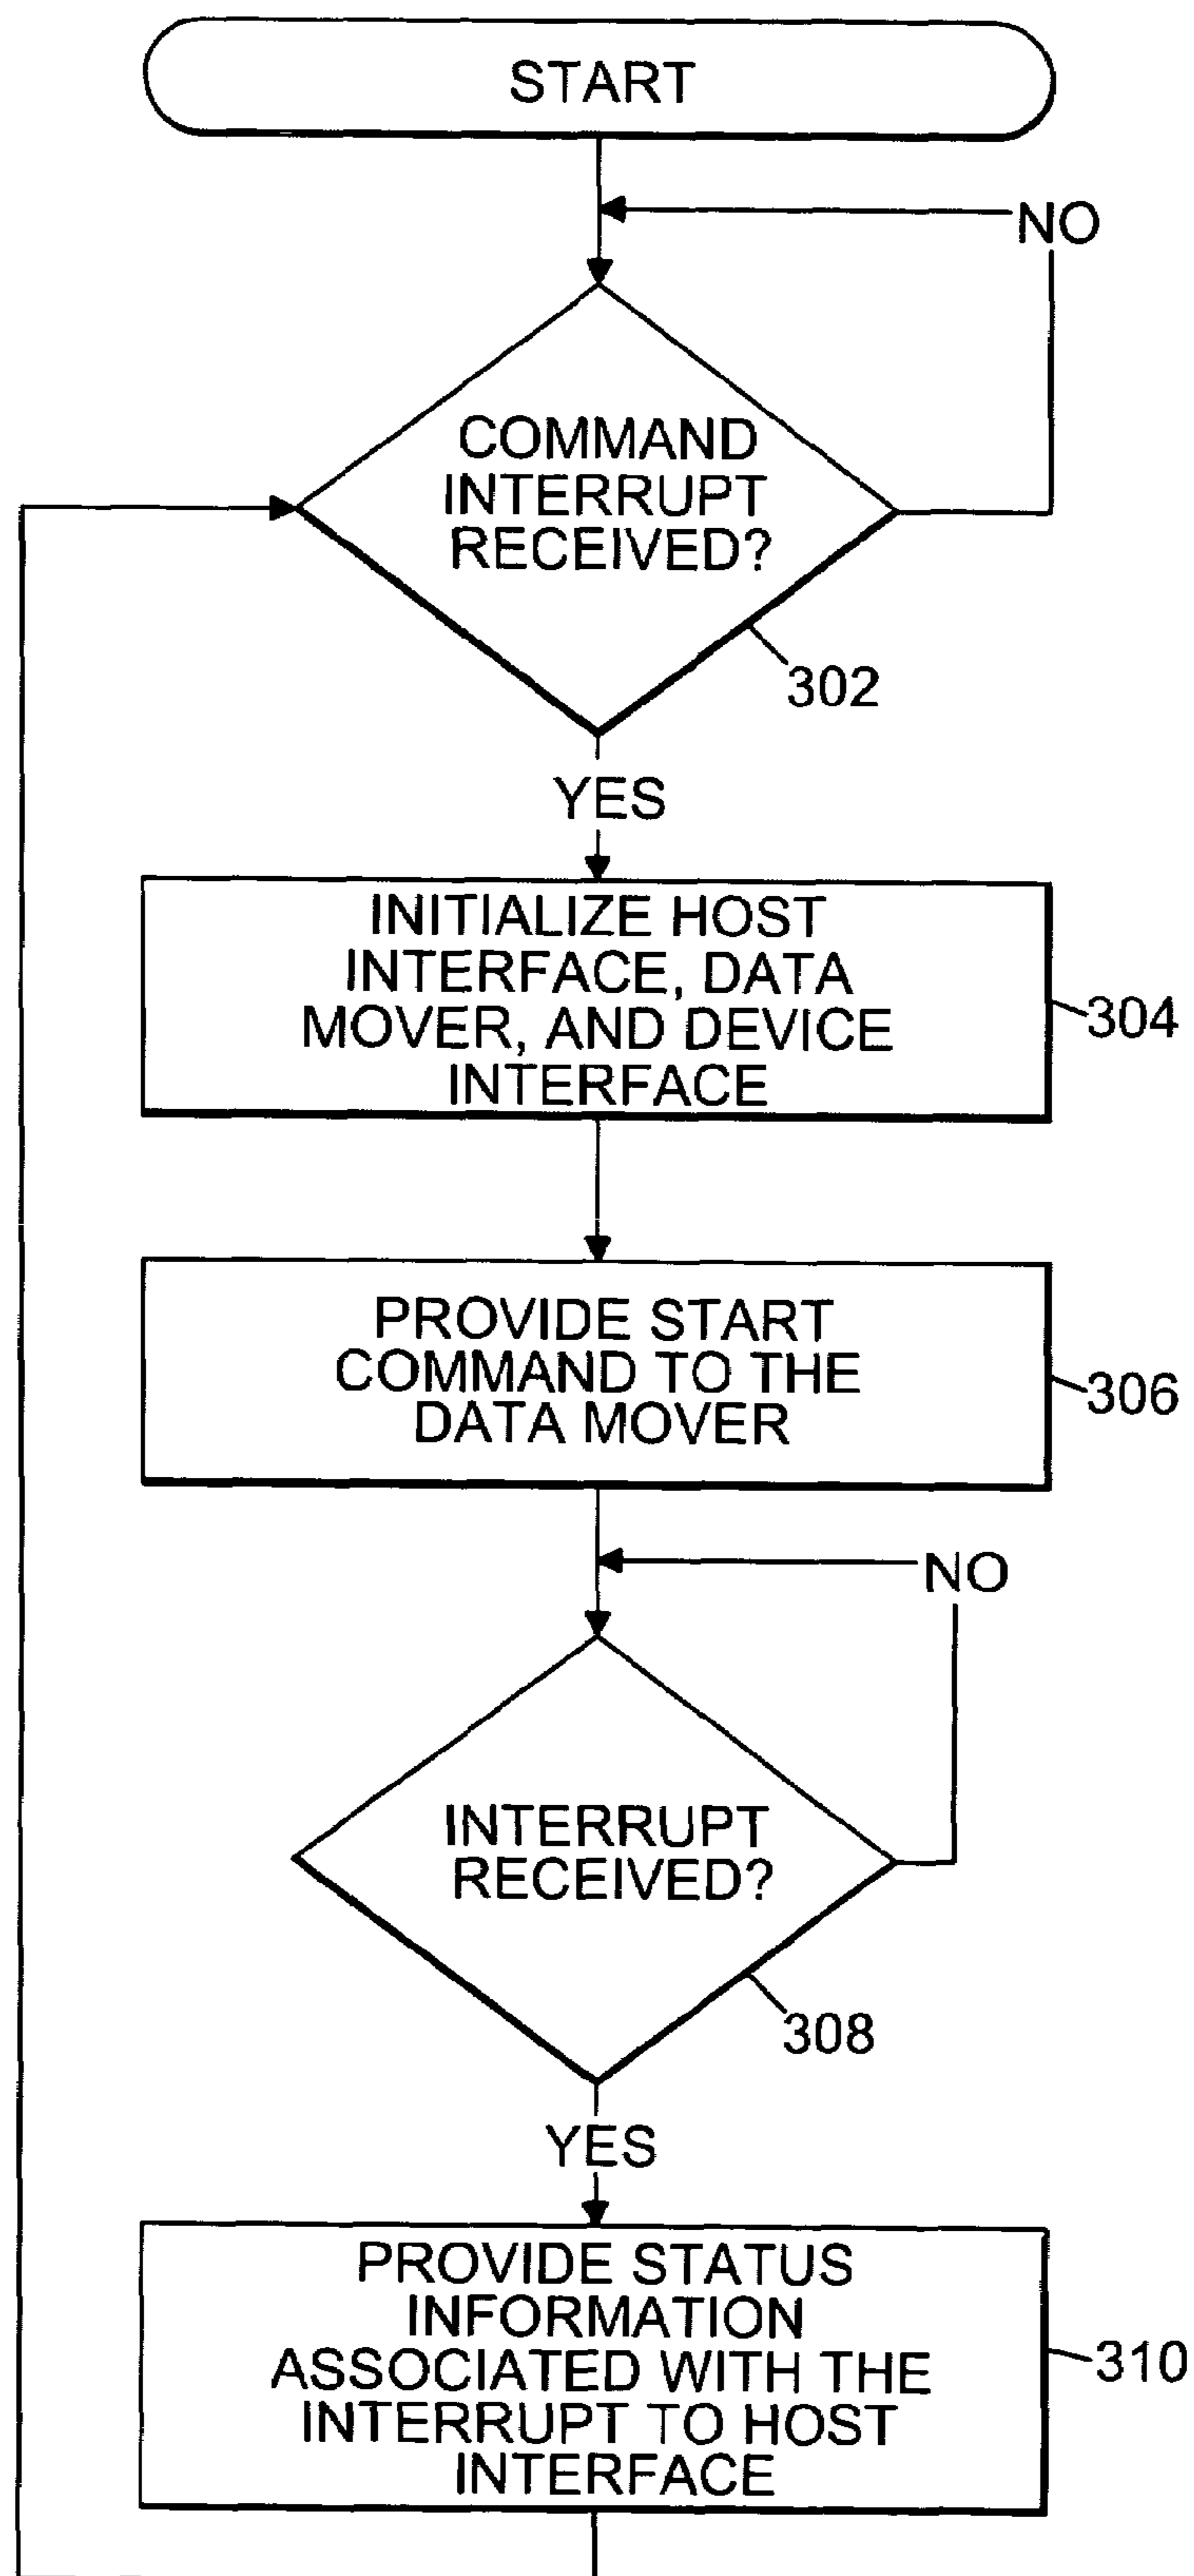 START
NO
COMMAND
INTERRUPT
RECEIVED?
302
YES
INITIALIZE HOST
INTERFACE, DATA
MOVER, AND DEVICE
INTERFACE
304
PROVIDE START
COMMAND TO THE
DATA MOVER
306
NO
INTERRUPT
RECEIVED?
308
YES
PROVIDE STATUS
INFORMATION
ASSOCIATED WITH THE
INTERRUPT TO HOST
INTERFACE
310